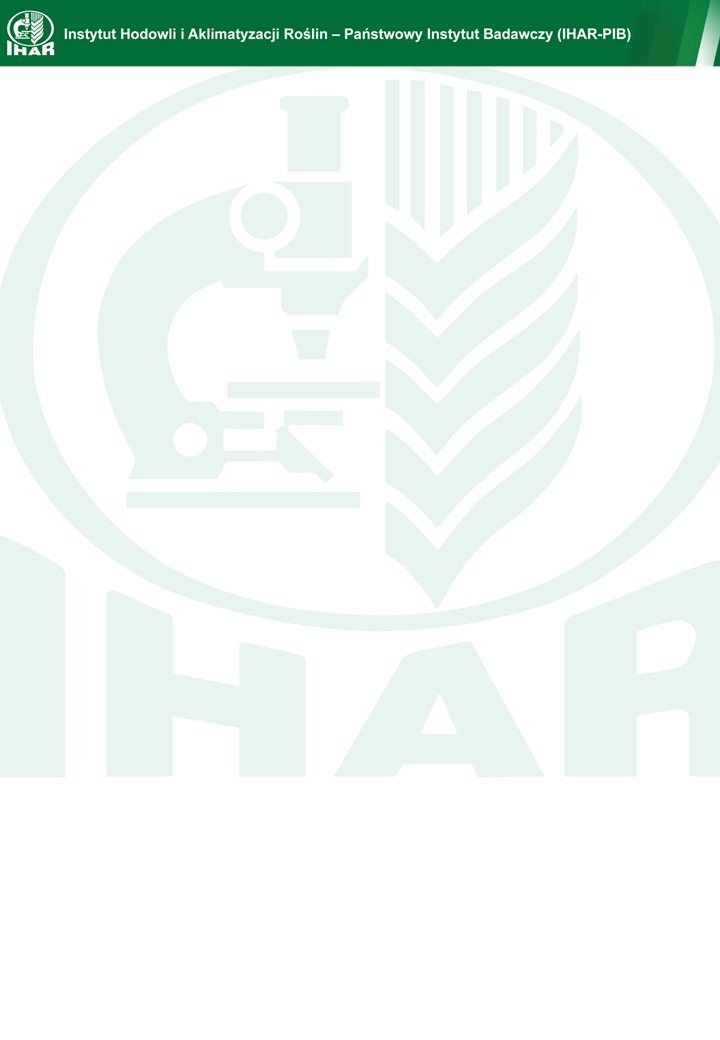 IHAR
Instytut Hodowli i Aklimatyzacji Roślin – Państwowy Instytut Badawczy (IHAR-PIB)
IHAR